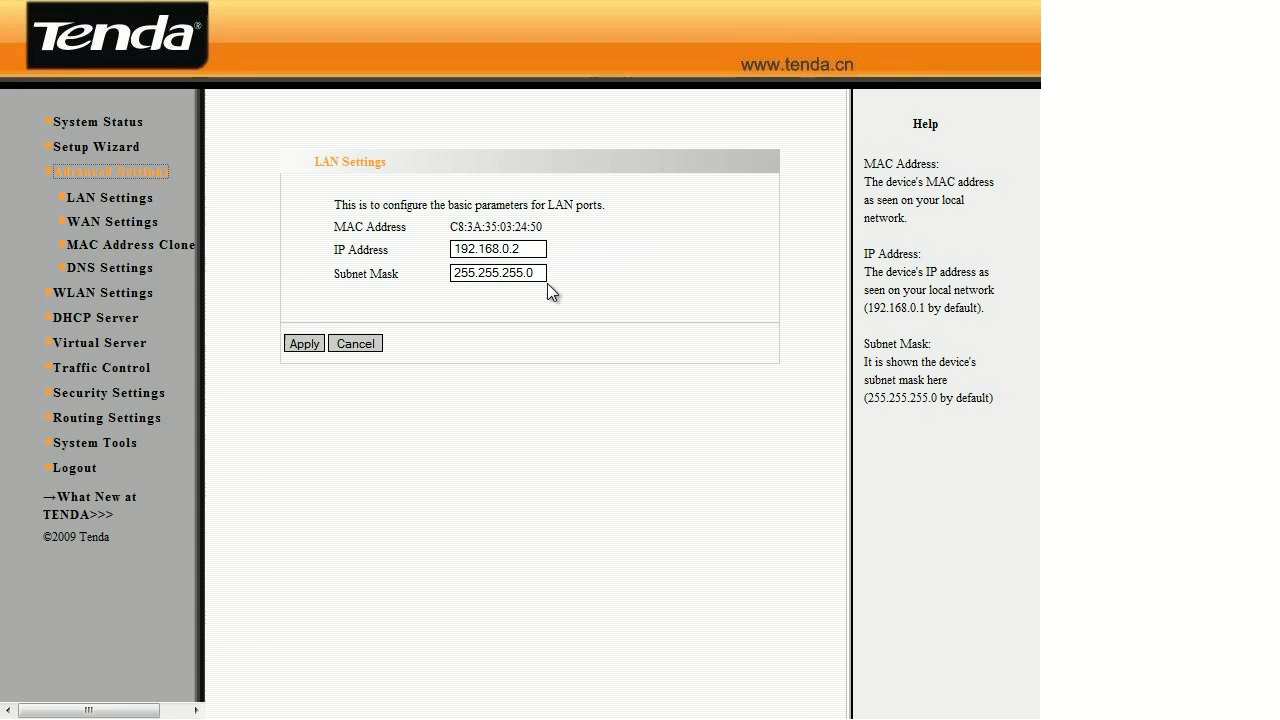 Tenda®
www.tenda.cn
System Status
Setup Wizard
Advanced Settings
LAN Settings
WAN Settings
MAC Address Clone
DNS Settings
WLAN Settings
DHCP Server
Virtual Server
Traffic Control
Security Settings
Routing Settings
System Tools
Logout
→What New at
TENDA>>>
©2009 Tenda
LAN Settings
This is to configure the basic parameters for LAN ports.
MAC Address C8:3A:35:03:24:50
IP Address 192.168.0.2
Subnet Mask 255.255.255.0
Apply Cancel
Help
MAC Address:
The device's MAC address
as seen on your local
network.
IP Address:
The device's IP address as
seen on your local network
(192.168.0.1 by default).
Subnet Mask:
It is shown the device's
subnet mask here
(255.255.255.0 by default)